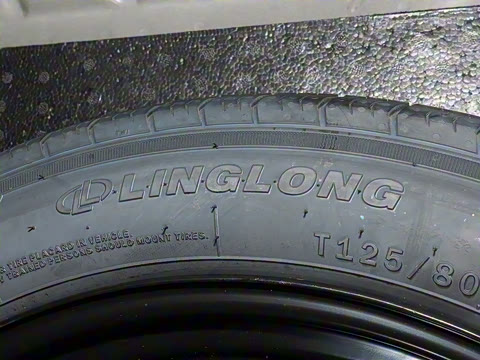 LINGLONG
TIRE PLACARD IN VEHICLE.
TRAINED PERSONS SHOULD MOUNT TIRES.
T125/80